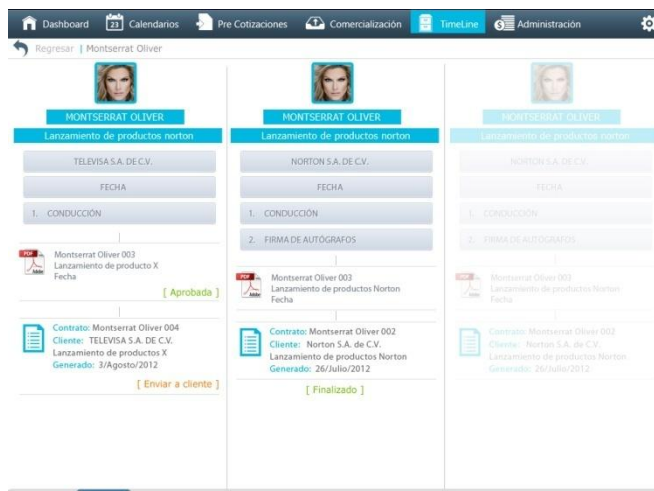 Dashboard 23 Calendarios Pre Cotizaciones Comercialización TimeLine $ Administración
Regresar | Montserrat Oliver
MONTSERRAT OLIVER
Lanzamiento de productos norton
TELEVISA S.A. DE C.V.
FECHA
1. CONDUCCIÓN
PDF
Adobe
Montserrat Oliver 003
Lanzamiento de producto X
Fecha
[ Aprobada ]
Contrato: Montserrat Oliver 004
Cliente: TELEVISA S.A. DE C.V.
Lanzamiento de productos X
Generado: 3/Agosto/2012
[ Enviar a cliente ]
MONTSERRAT OLIVER
Lanzamiento de productos norton
NORTON S.A. DE C.V.
FECHA
1. CONDUCCIÓN
2. FIRMA DE AUTÓGRAFOS
PDF
Adobe
Montserrat Oliver 003
Lanzamiento de productos Norton
Fecha
Contrato: Montserrat Oliver 002
Cliente: Norton S.A. de C.V.
Lanzamiento de productos Norton
Generado: 26/Julio/2012
[ Finalizado ]
MONTSERRAT OLIVER
Lanzamiento de productos norton
NORTON S.A. DE C.V.
FECHA
1. CONDUCCIÓN
2. FIRMA DE AUTÓGRAFOS
PDF
Adobe
Montserrat Oliver 003
Lanzamiento de productos Norton
Fecha
Contrato: Montserrat Oliver 002
Cliente: Norton S.A. de C.V.
Lanzamiento de productos Norton
Generado: 26/Julio/2012